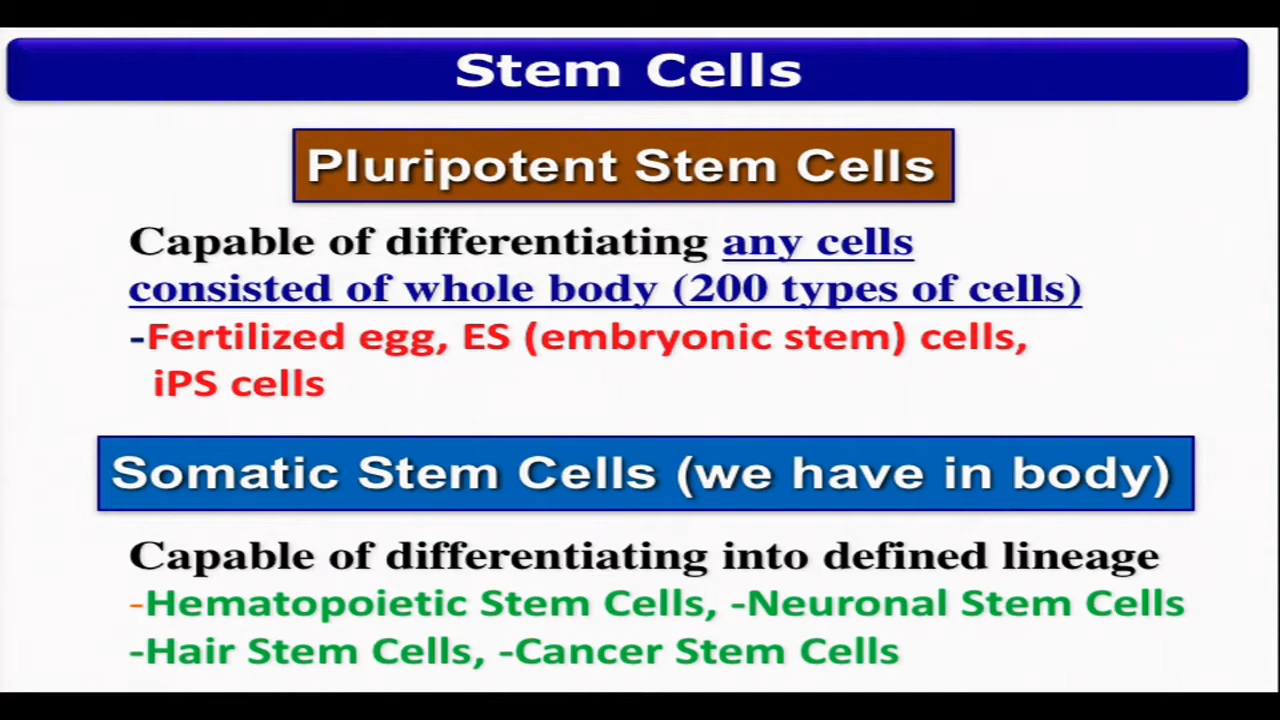 Stem Cells
Pluripotent Stem Cells
Capable of differentiating any cells
consisted of whole body (200 types of cells)
-Fertilized egg, ES (embryonic stem) cells,
iPS cells
Somatic Stem Cells (we have in body)
Capable of differentiating into defined lineage
-Hematopoietic Stem Cells, -Neuronal Stem Cells
-Hair Stem Cells, -Cancer Stem Cells